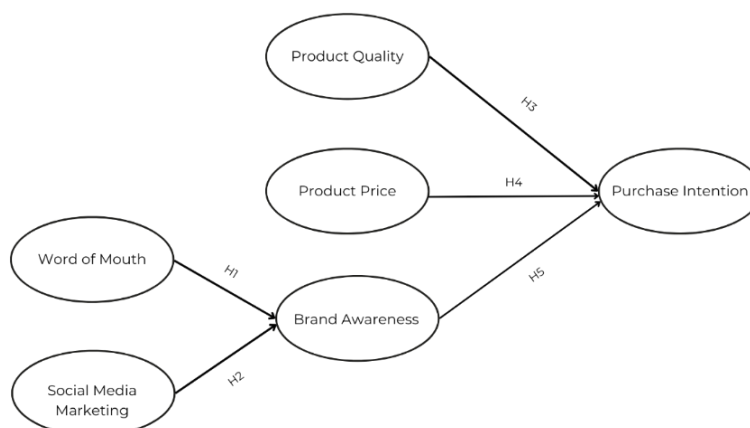 Product Quality
H3
Product Price
H4
Purchase Intention
Word of Mouth
H1
Brand Awareness
H5
H2
Social Media
Marketing